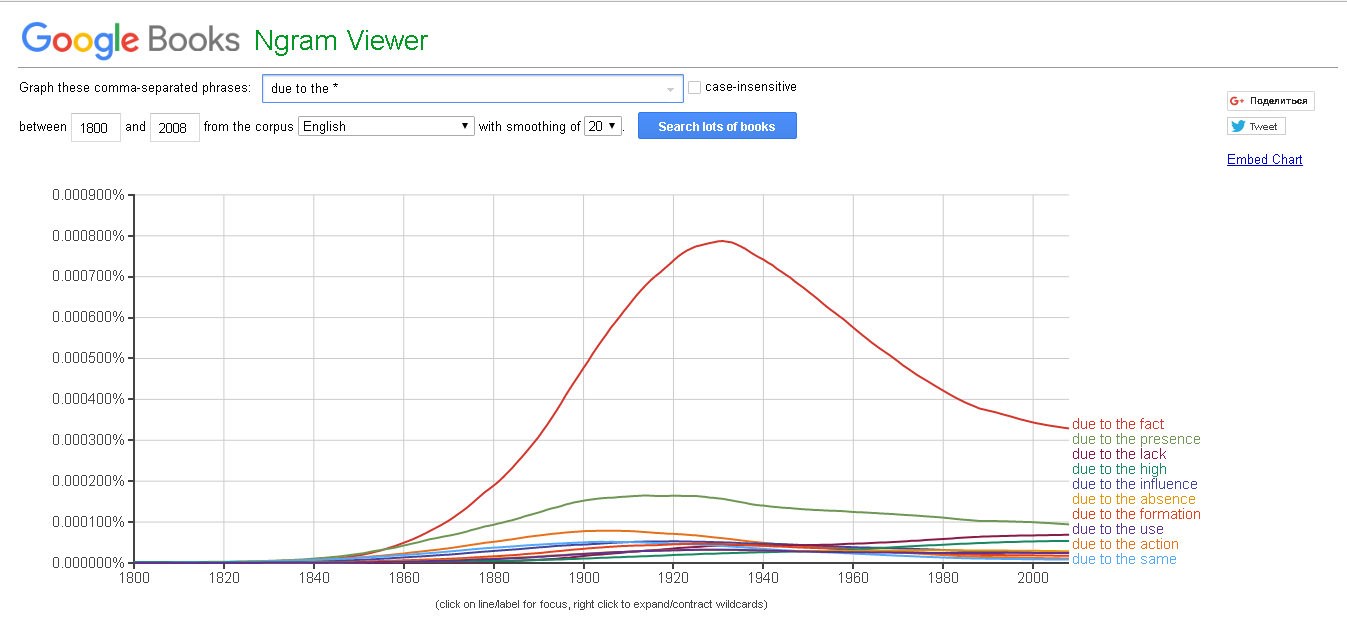 Google Books Ngram Viewer
Graph these comma-separated phrases: due to the * case-insensitive
between 1800 and 2008 from the corpus English with smoothing of 20 . Search lots of books
G+ Поделиться
Tweet
Embed Chart
0.000900%
0.000800%
0.000700%
0.000600%
0.000500%
0.000400%
0.000300%
0.000200%
0.000100%
0.000000%
1800 1820 1840 1860 1880 1900 1920 1940 1960 1980 2000
due to the fact
due to the presence
due to the lack
due to the high
due to the influence
due to the absence
due to the formation
due to the use
due to the action
due to the same
(click on line/label for focus, right click to expand/contract wildcards)